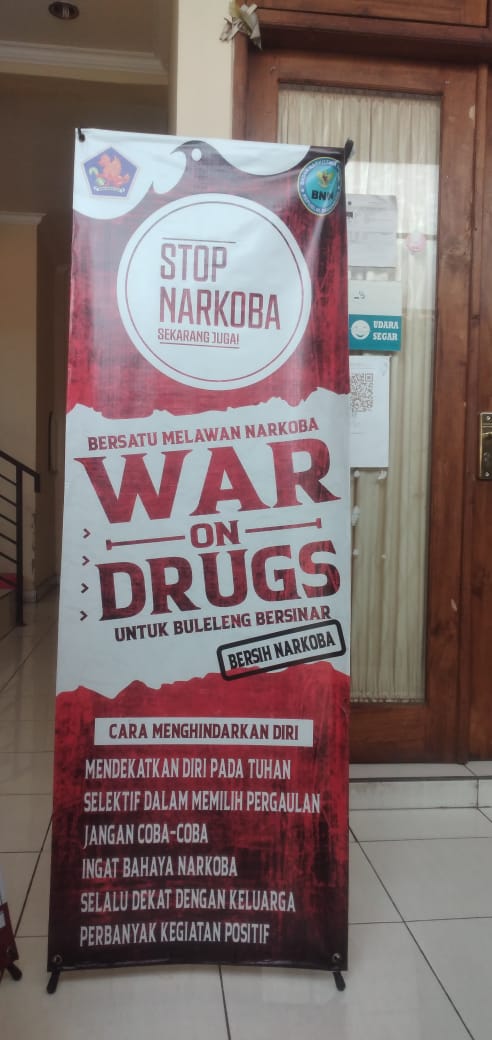 BNN
STOP
NARKOBA
SEKARANG JUGA!
UDARA
SEGAR
BERSATU MELAWAN NARKOBA
WAR
ON
DRUGS
UNTUK BULELENG BERSINAR
BERSIH NARKOBA
CARA MENGHINDARKAN DIRI
MENDEKATKAN DIRI PADA TUHAN
SELEKTIF DALAM MEMILIH PERGAULAN
JANGAN COBA-COBA
INGAT BAHAYA NARKOBA
SELALU DEKAT DENGAN KELUARGA
PERBANYAK KEGIATAN POSITIF